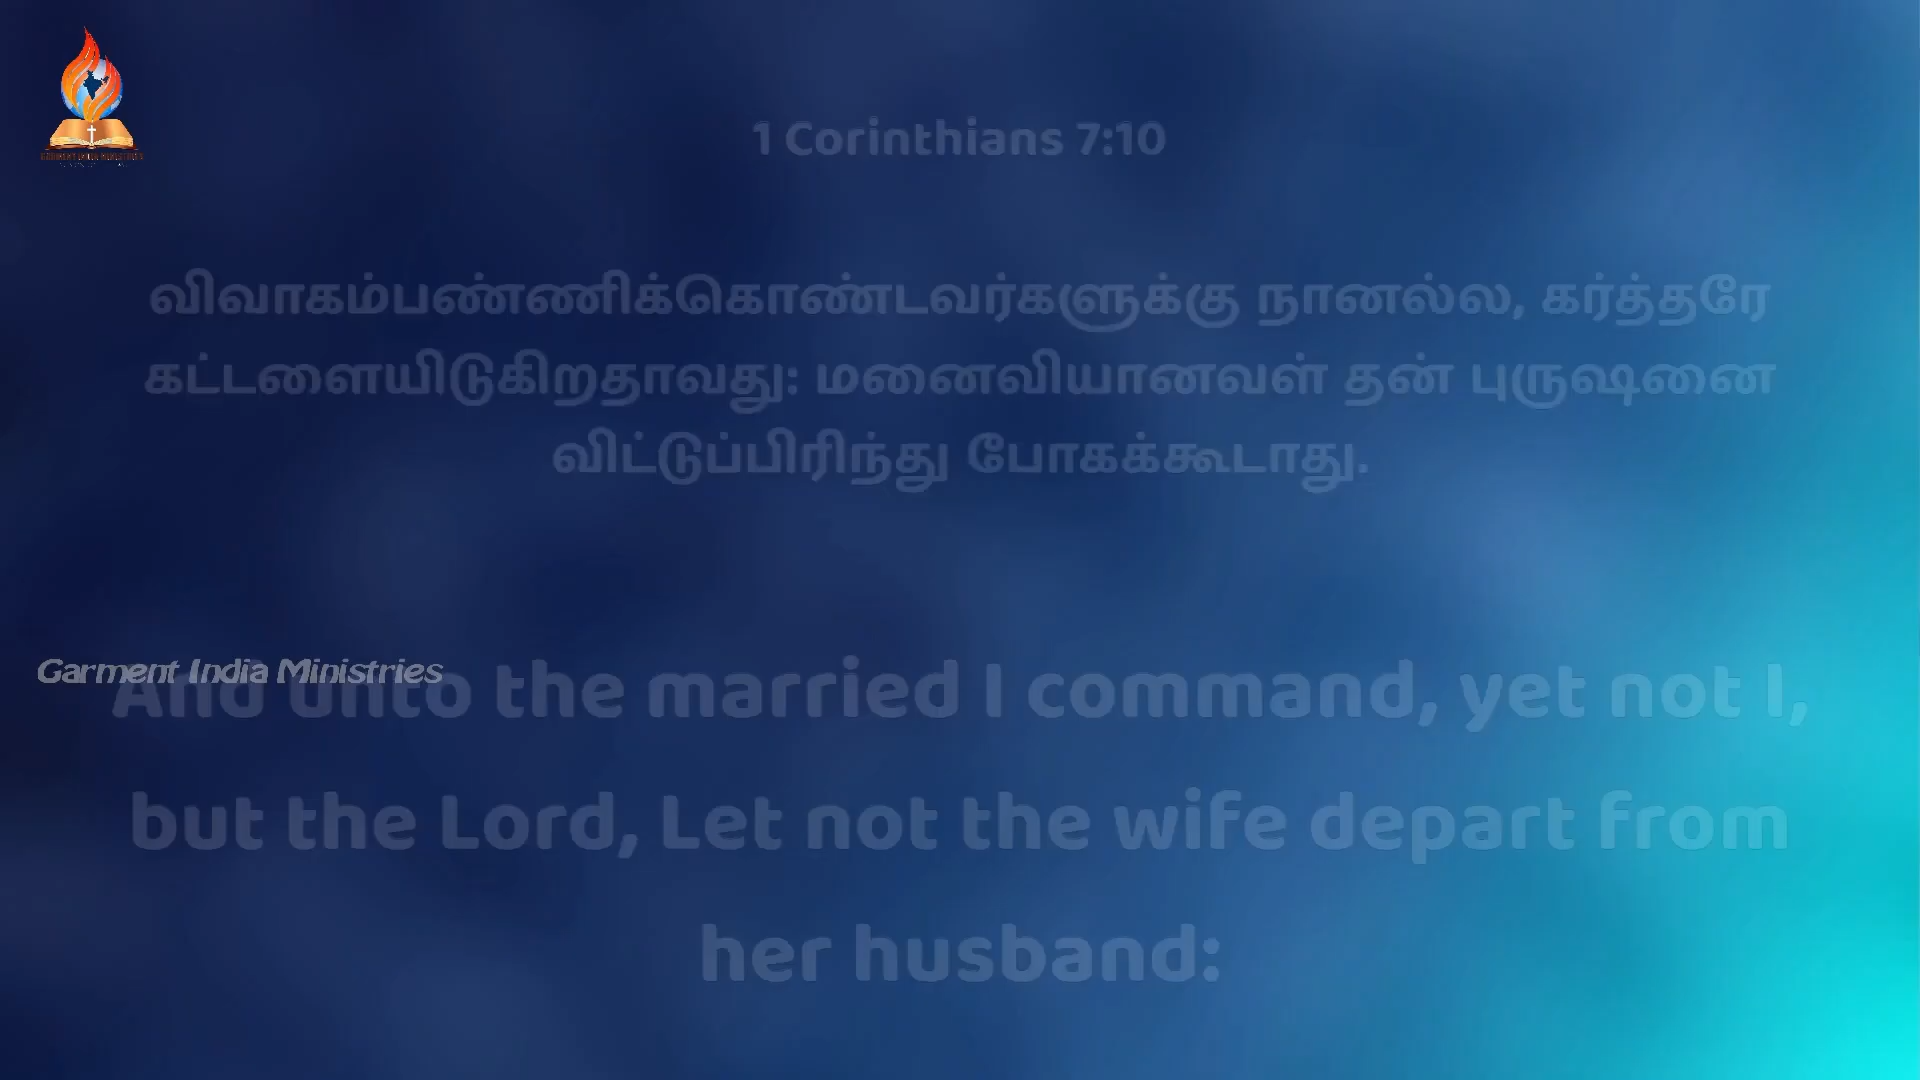 1 Corinthians 7:10
விவாகம்பண்ணிக்கொண்டவர்களுக்கு நானல்ல, கர்த்தரே
கட்டளையிடுகிறதாவது: மனைவியானவள் தன் புருஷனை
விட்டுப்பிரிந்து போகக்கூடாது.
Garment India Ministries
And unto the married I command, yet not I,
but the Lord, Let not the wife depart from
her husband: